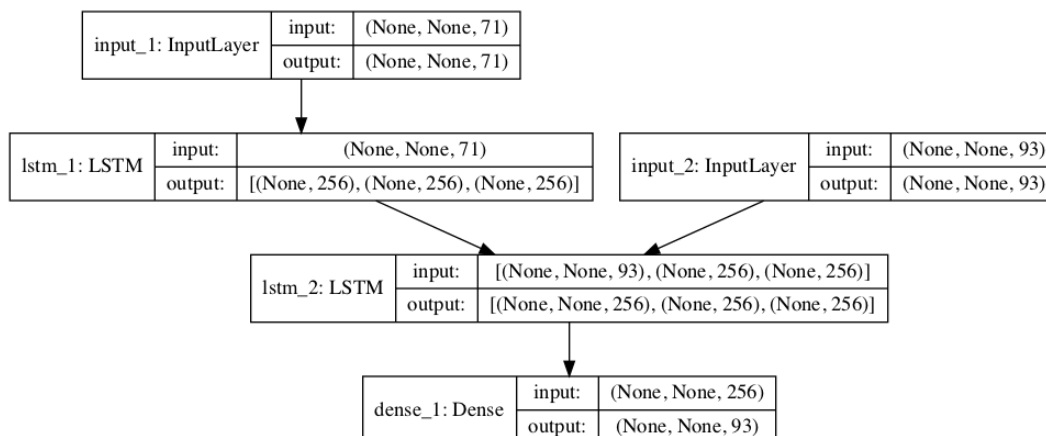 input_1: InputLayer
input: (None, None, 71)
output: (None, None, 71)
lstm_1: LSTM
input: (None, None, 71)
output: [(None, 256), (None, 256), (None, 256)]
input_2: InputLayer
input: (None, None, 93)
output: (None, None, 93)
lstm_2: LSTM
input: [(None, None, 93), (None, 256), (None, 256)]
output: [(None, None, 256), (None, 256), (None, 256)]
dense_1: Dense
input: (None, None, 256)
output: (None, None, 93)